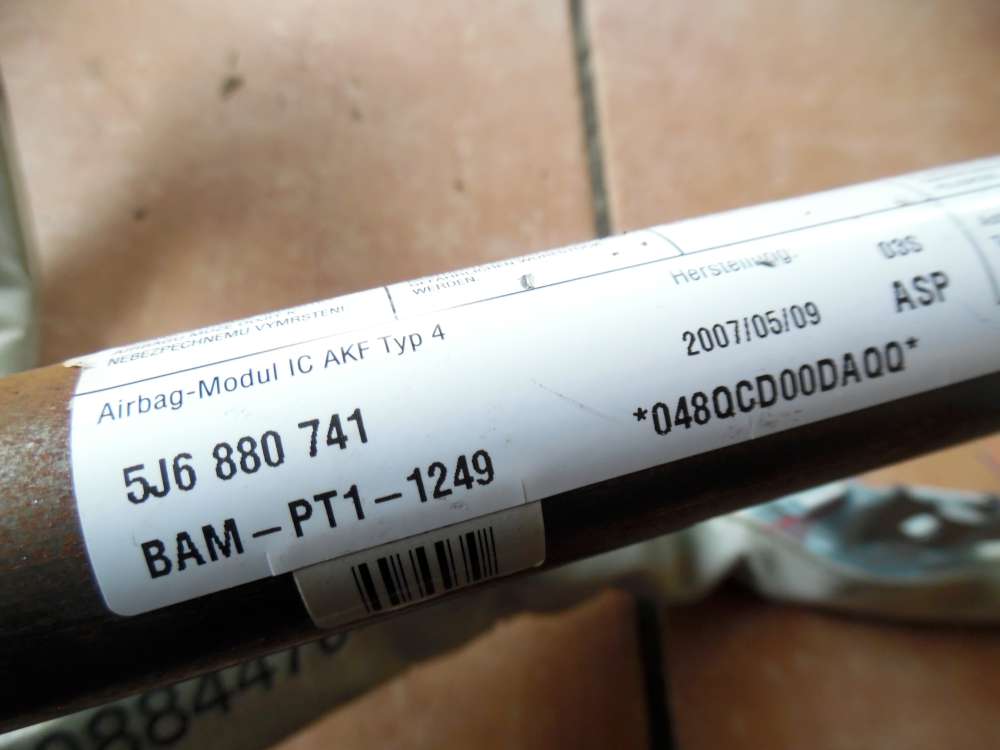 NEBEZPECHNEMU VYMRSTENI
WERDEN
Herstellung:
03S
Airbag-Modul IC AKF Typ 4
2007/05/09
ASP
5J6 880 741
*048QCD00DAQQ*
BAM-PT1-1249